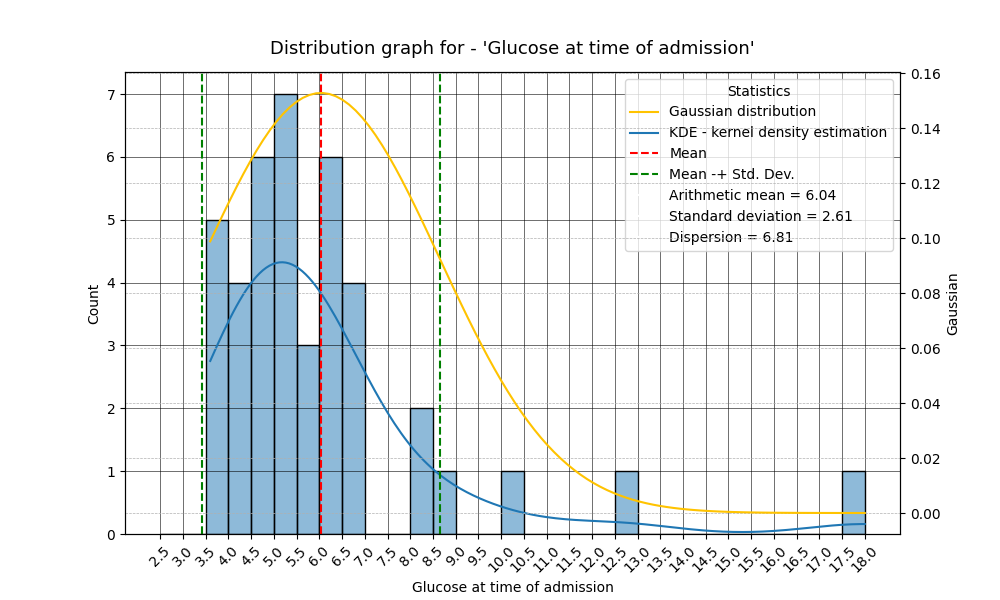 Distribution graph for - 'Glucose at time of admission'
Statistics
Gaussian distribution
KDE - kernel density estimation
Mean
Mean -+ Std. Dev.
Arithmetic mean = 6.04
Standard deviation = 2.61
Dispersion = 6.81
7
6
5
4
3
2
1
0
Count
0.16
0.14
0.12
0.10
0.08
0.06
0.04
0.02
0.00
Gaussian
2.5 3.0 3.5 4.0 4.5 5.0 5.5 6.0 6.5 7.0 7.5 8.0 8.5 9.0 9.5 10.0 10.5 11.0 11.5 12.0 12.5 13.0 13.5 14.0 14.5 15.0 15.5 16.0 16.5 17.0 17.5 18.0
Glucose at time of admission